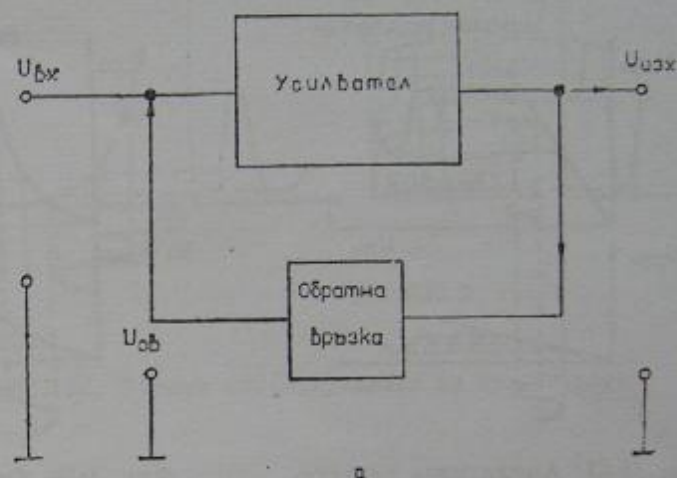 Uвх
Усилвател
Uизх
Обратна
връзка
Uов
а